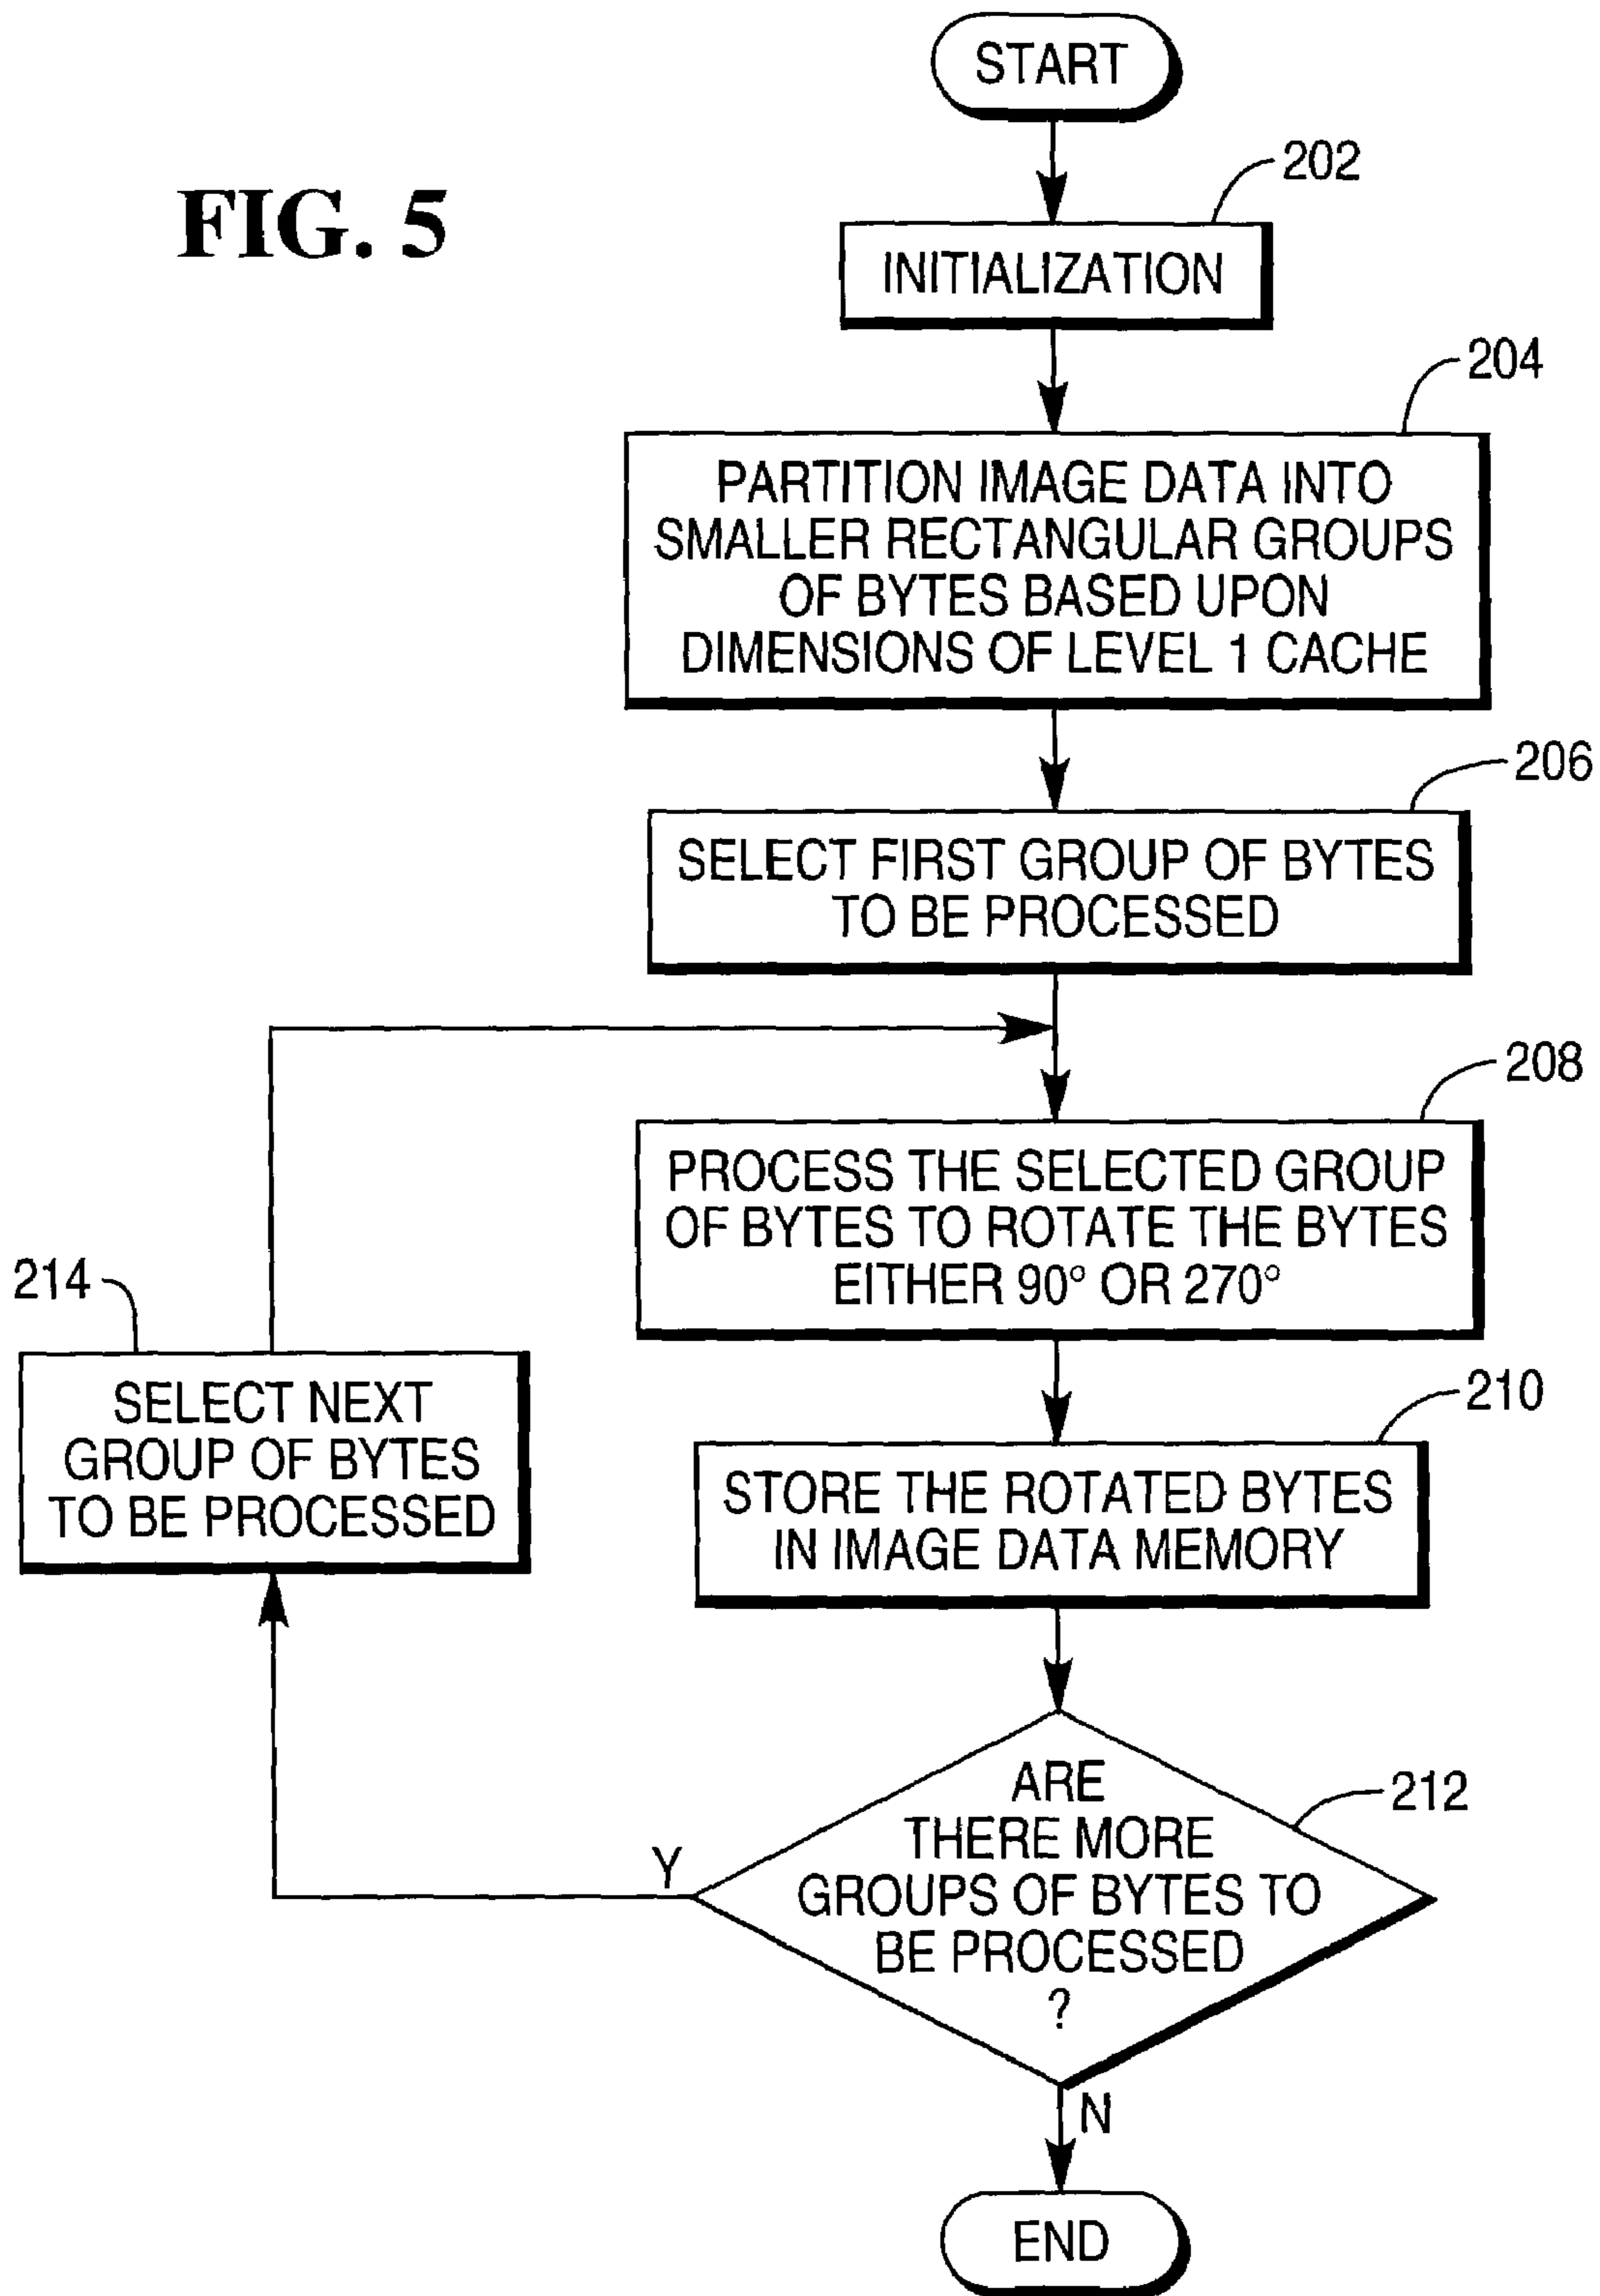 START
FIG. 5
202
INITIALIZATION
204
PARTITION IMAGE DATA INTO
SMALLER RECTANGULAR GROUPS
OF BYTES BASED UPON
DIMENSIONS OF LEVEL 1 CACHE
206
SELECT FIRST GROUP OF BYTES
TO BE PROCESSED
208
PROCESS THE SELECTED GROUP
OF BYTES TO ROTATE THE BYTES
EITHER 90° OR 270°
214
SELECT NEXT
GROUP OF BYTES
TO BE PROCESSED
210
STORE THE ROTATED BYTES
IN IMAGE DATA MEMORY
212
ARE
THERE MORE
GROUPS OF BYTES TO
BE PROCESSED
?
Y
N
END